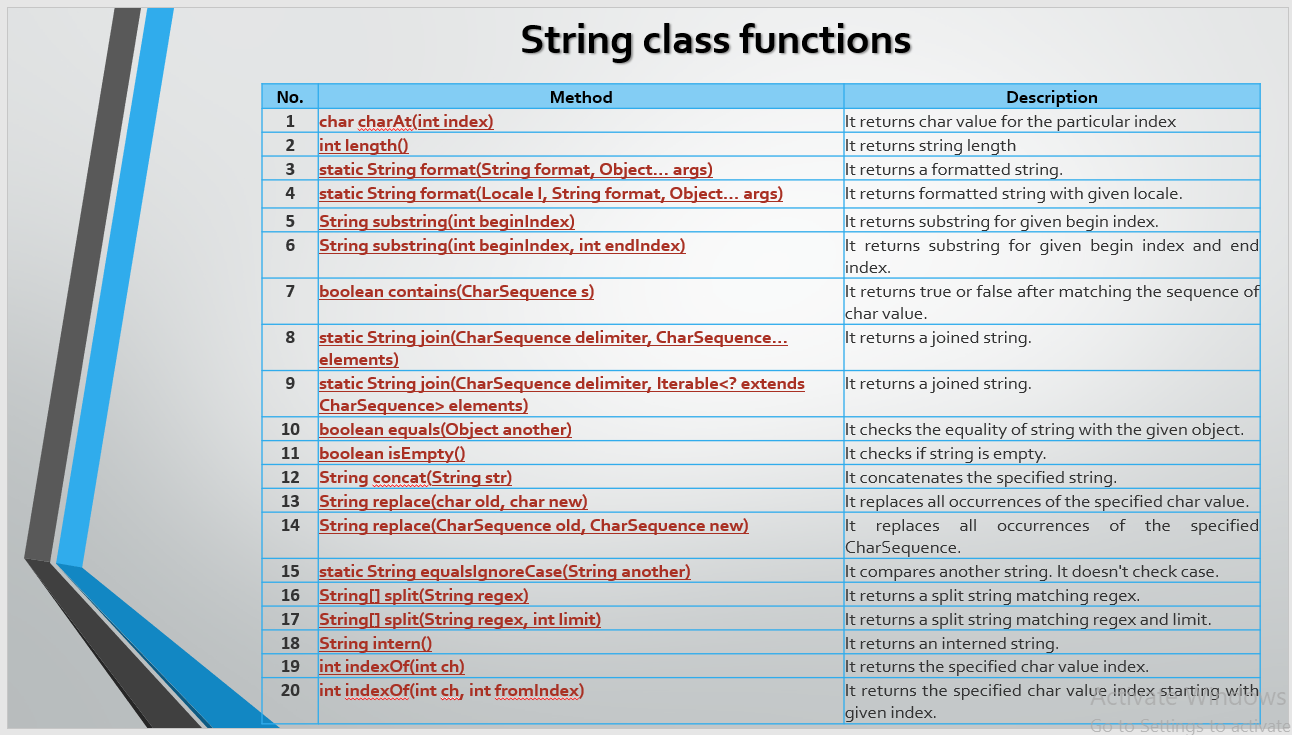 String class functions
No. Method Description
1 char charAt(int index) It returns char value for the particular index
2 int length() It returns string length
3 static String format(String format, Object... args) It returns a formatted string.
4 static String format(Locale l, String format, Object... args) It returns formatted string with given locale.
5 String substring(int beginIndex) It returns substring for given begin index.
6 String substring(int beginIndex, int endIndex) It returns substring for given begin index and end
index.
7 boolean contains(CharSequence s) It returns true or false after matching the sequence of
char value.
8 static String join(CharSequence delimiter, CharSequence... It returns a joined string.
elements)
9 static String join(CharSequence delimiter, Iterable<? extends It returns a joined string.
CharSequence> elements)
10 boolean equals(Object another) It checks the equality of string with the given object.
11 boolean isEmpty() It checks if string is empty.
12 String concat(String str) It concatenates the specified string.
13 String replace(char old, char new) It replaces all occurrences of the specified char value.
14 String replace(CharSequence old, CharSequence new) It replaces all occurrences of the specified
CharSequence.
15 static String equalsIgnoreCase(String another) It compares another string. It doesn't check case.
16 String[] split(String regex) It returns a split string matching regex.
17 String[] split(String regex, int limit) It returns a split string matching regex and limit.
18 String intern() It returns an interned string.
19 int indexOf(int ch) It returns the specified char value index.
20 int indexOf(int ch, int fromIndex) It returns the specified char value index starting with
given index.
Activate Windows
Go to Settings to activate